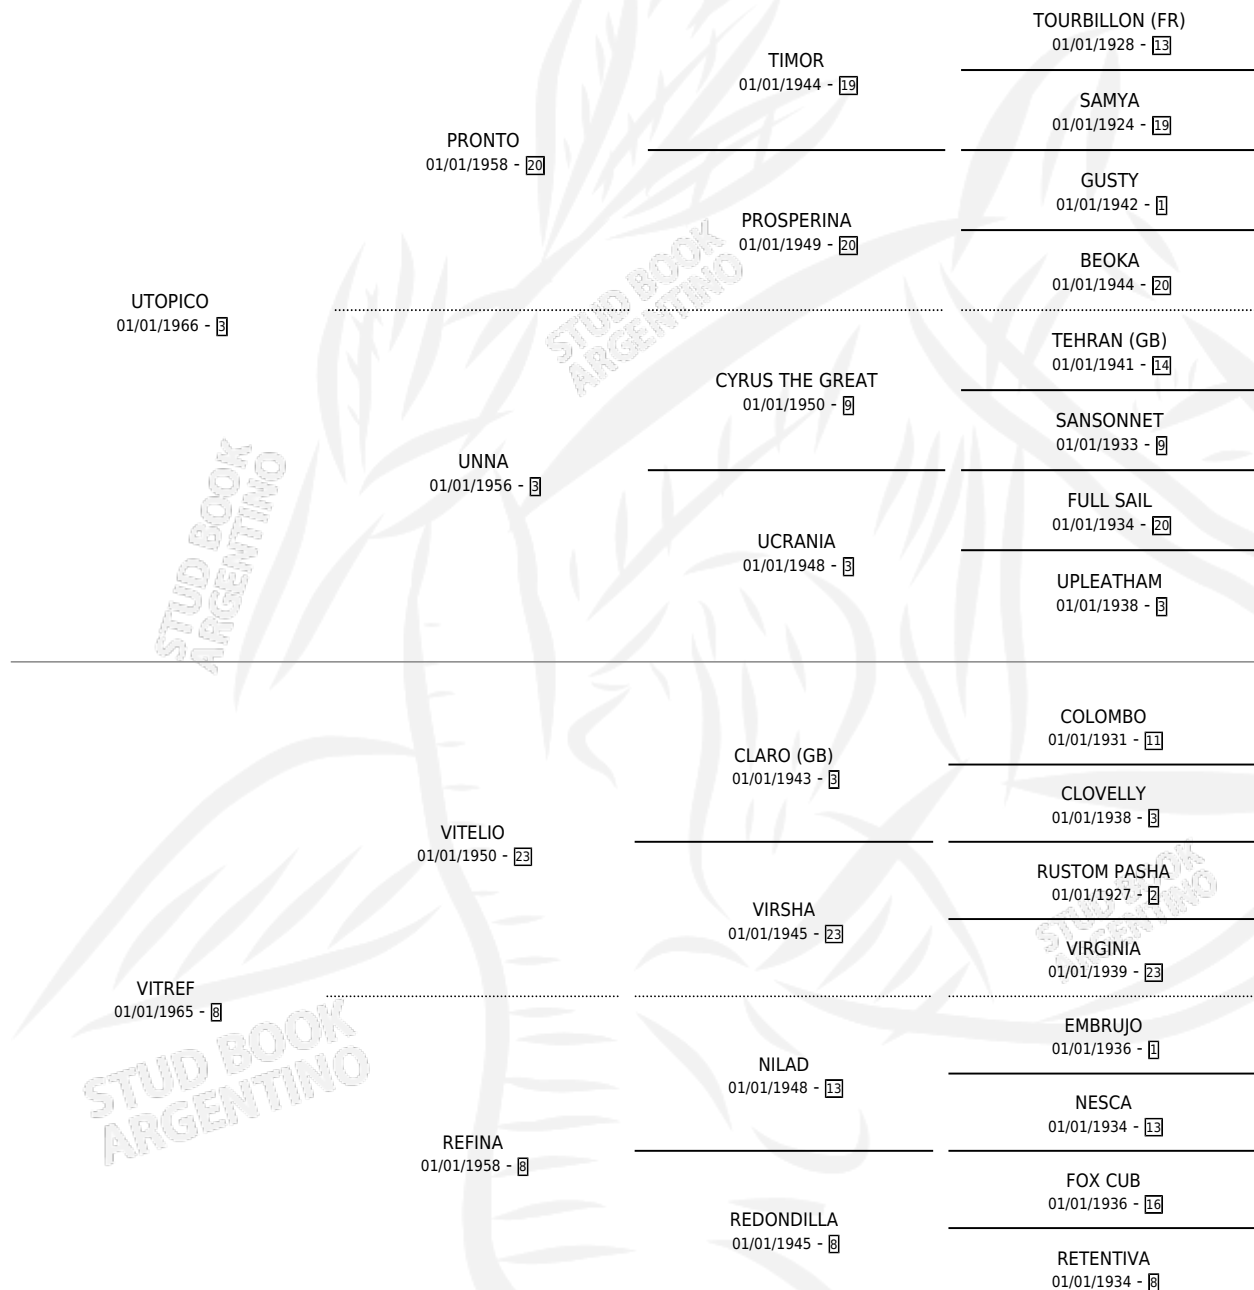 TOURBILLON (FR)
01/01/1928 - 13
TIMOR
01/01/1944 - 19
SAMYA
01/01/1924 - 19
PRONTO
01/01/1958 - 20
GUSTY
01/01/1942 - 1
PROSPERINA
01/01/1949 - 20
BEOKA
01/01/1944 - 20
UTOPICO
01/01/1966 - 3
TEHRAN (GB)
01/01/1941 - 14
CYRUS THE GREAT
01/01/1950 - 9
SANSONNET
01/01/1933 - 9
UNNA
01/01/1956 - 3
FULL SAIL
01/01/1934 - 20
UCRANIA
01/01/1948 - 3
UPLEATHAM
01/01/1938 - 3
STUD BOOK
ARGENTINO
STUD BOOK
ARGENTINO
COLOMBO
01/01/1931 - 11
CLARO (GB)
01/01/1943 - 3
CLOVELLY
01/01/1938 - 3
VITELIO
01/01/1950 - 23
RUSTOM PASHA
01/01/1927 - 2
VIRSHA
01/01/1945 - 23
VIRGINIA
01/01/1939 - 23
VITREF
01/01/1965 - 8
EMBRUJO
01/01/1936 - 1
NILAD
01/01/1948 - 13
NESCA
01/01/1934 - 13
REFINA
01/01/1958 - 8
FOX CUB
01/01/1936 - 16
REDONDILLA
01/01/1945 - 8
RETENTIVA
01/01/1934 - 8
STUD BOOK
ARGENTINO
STUD BOOK
ARGENTINO